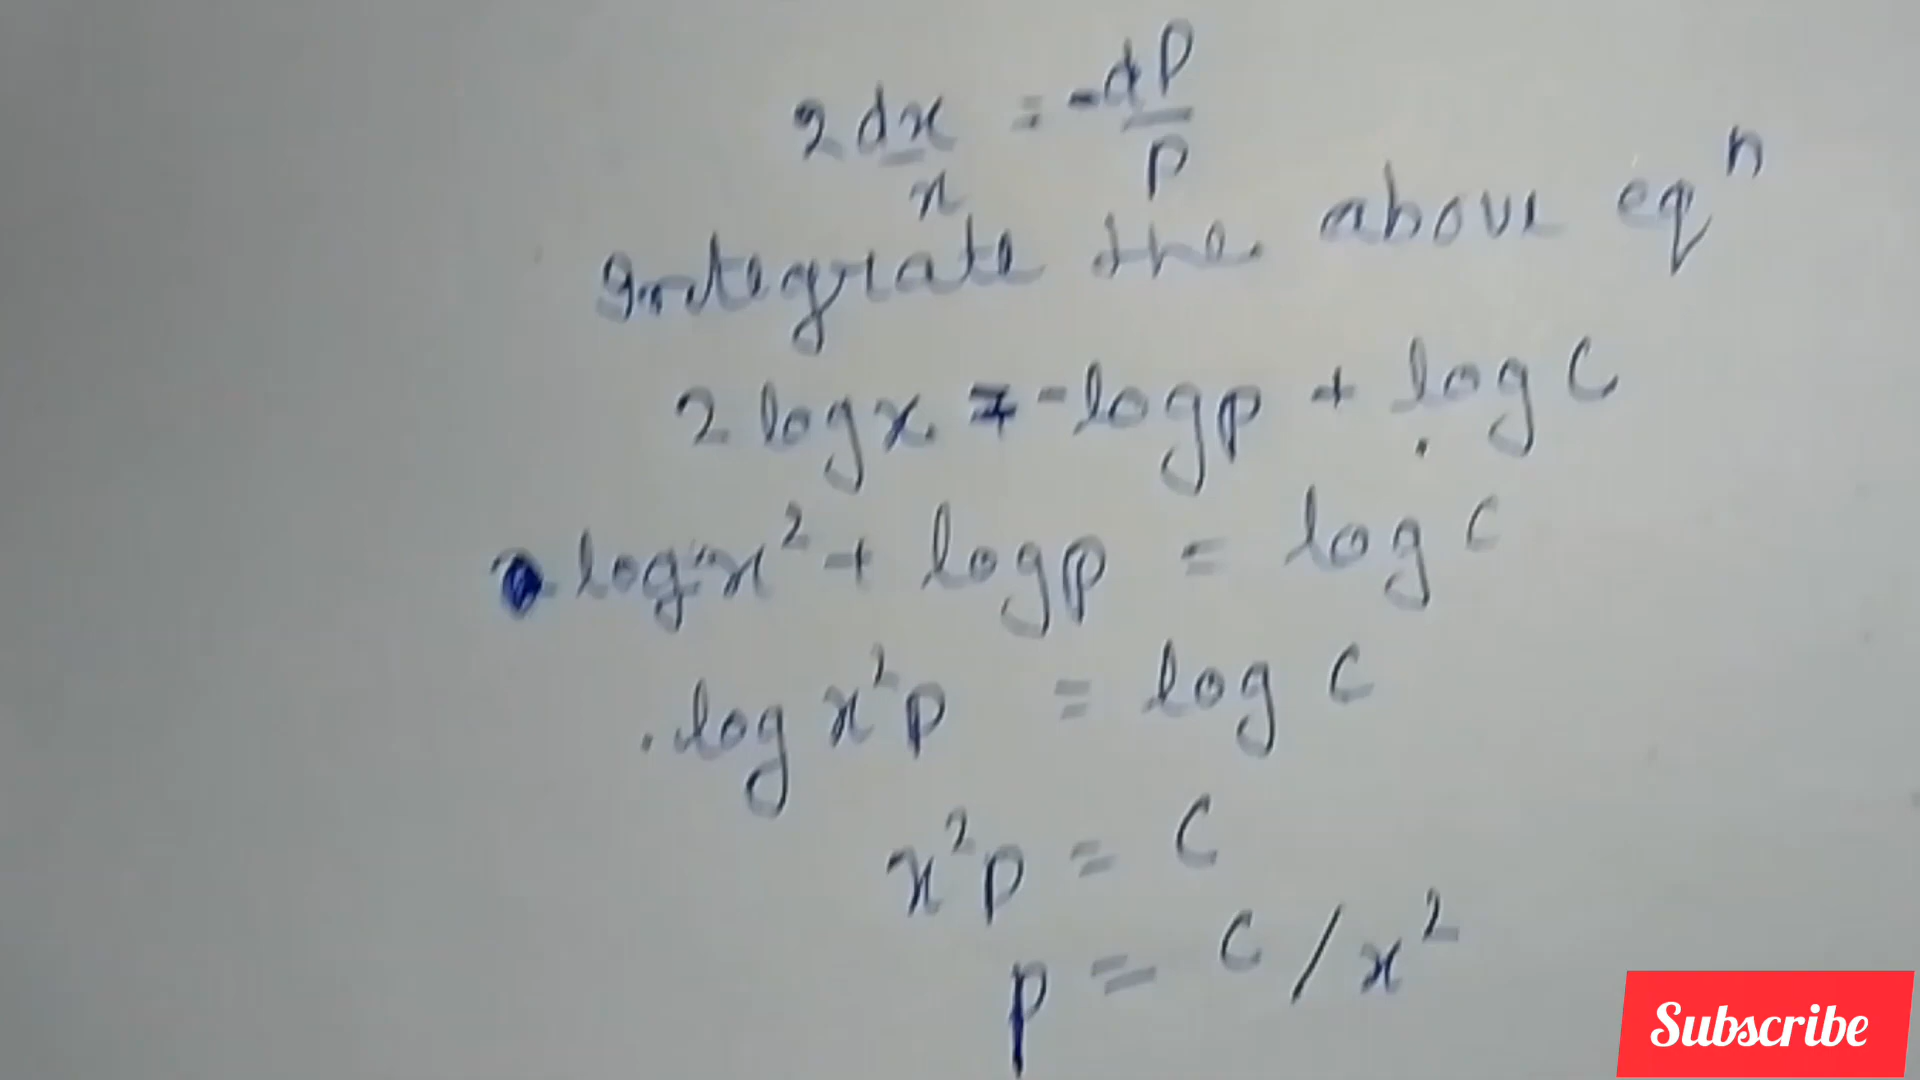 2 dx/x = -dP/P
Integrate the above eqⁿ
2 log x = -log p + log c
log x² + log p = log c
log x²p = log c
x²p = c
p = c/x²
Subscribe